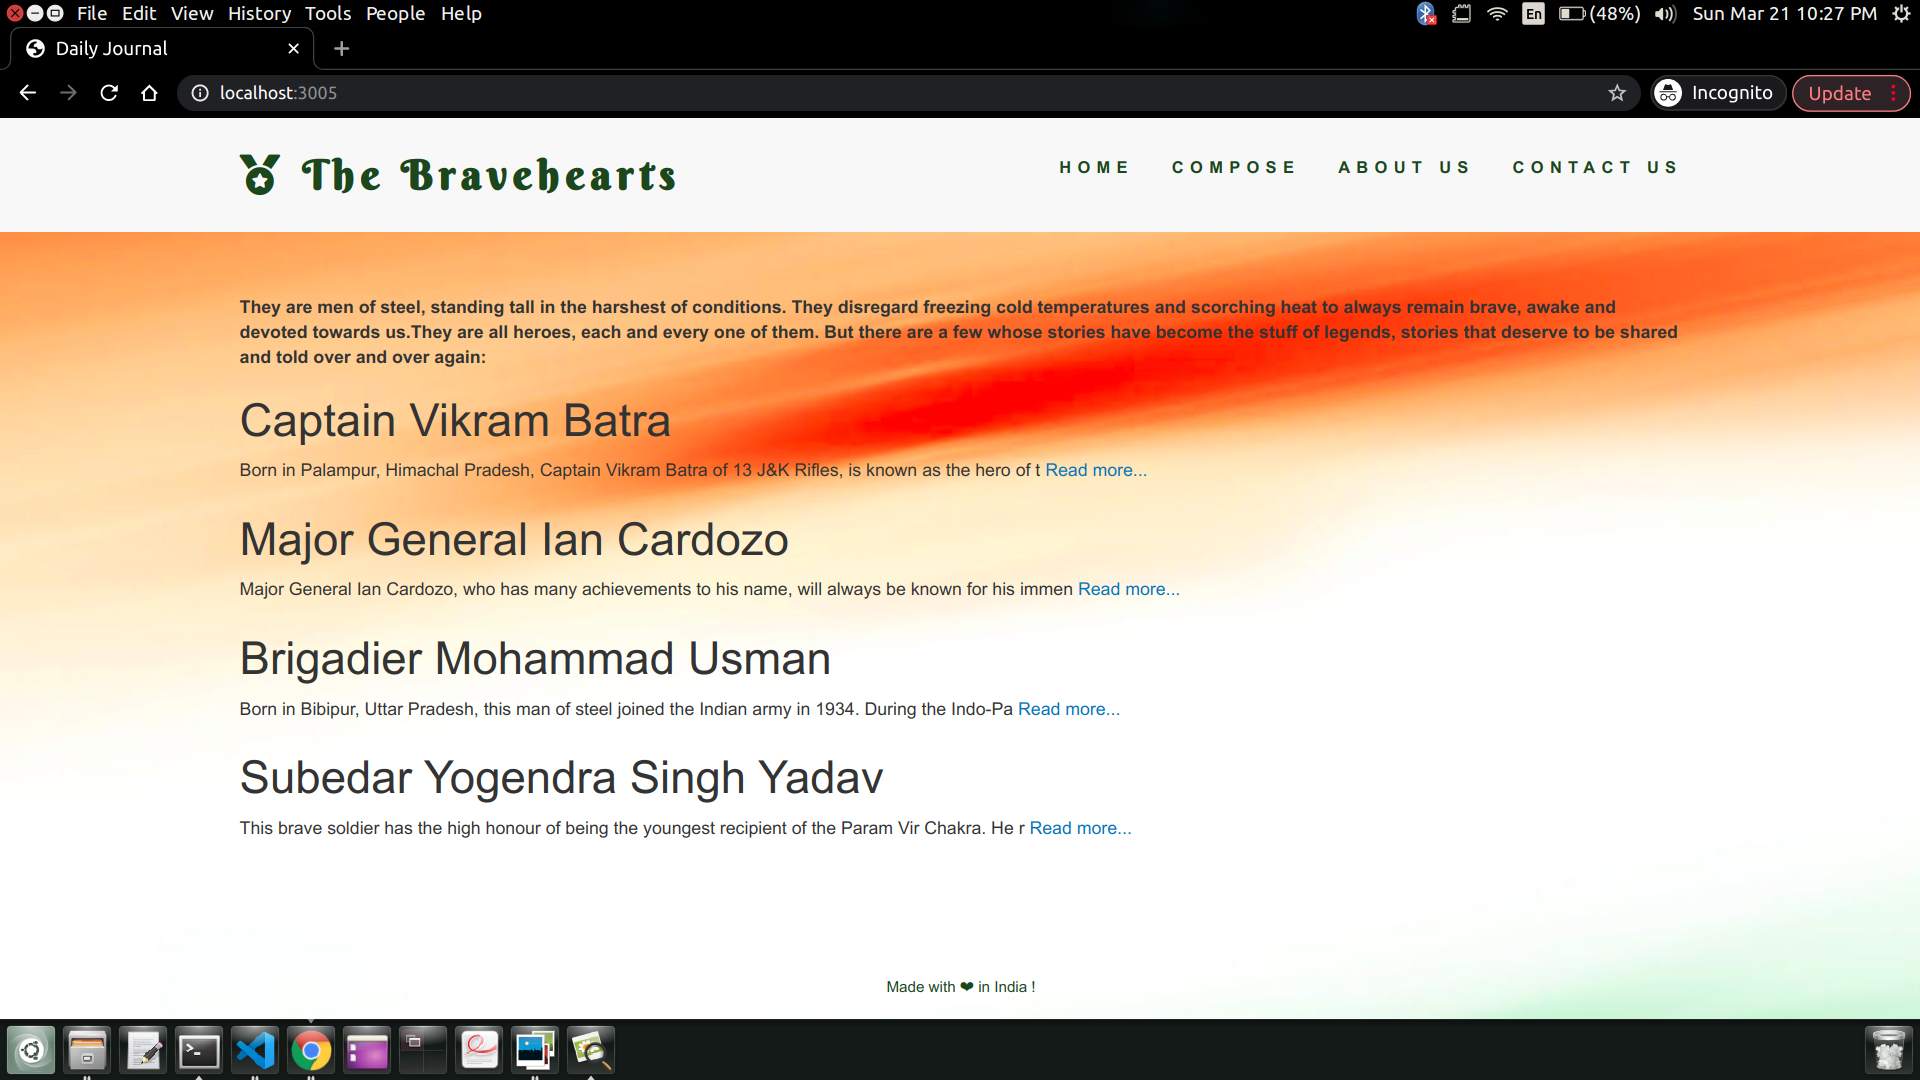 File Edit View History Tools People Help
En (48%) Sun Mar 21 10:27 PM
Daily Journal
localhost:3005
Incognito
Update
The Bravehearts
HOME COMPOSE ABOUT US CONTACT US
They are men of steel, standing tall in the harshest of conditions. They disregard freezing cold temperatures and scorching heat to always remain brave, awake and
devoted towards us.They are all heroes, each and every one of them. But there are a few whose stories have become the stuff of legends, stories that deserve to be shared
and told over and over again:
Captain Vikram Batra
Born in Palampur, Himachal Pradesh, Captain Vikram Batra of 13 J&K Rifles, is known as the hero of t Read more...
Major General Ian Cardozo
Major General Ian Cardozo, who has many achievements to his name, will always be known for his immen Read more...
Brigadier Mohammad Usman
Born in Bibipur, Uttar Pradesh, this man of steel joined the Indian army in 1934. During the Indo-Pa Read more...
Subedar Yogendra Singh Yadav
This brave soldier has the high honour of being the youngest recipient of the Param Vir Chakra. He r Read more...
Made with ❤ in India !